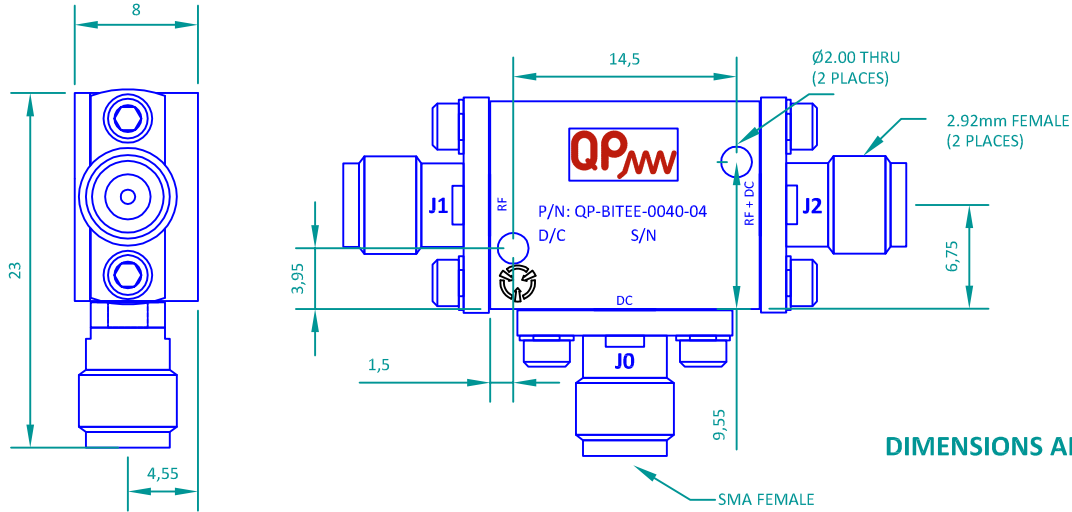 8
14,5
Ø2.00 THRU
(2 PLACES)
2.92mm FEMALE
(2 PLACES)
QPMW
J1
RF
P/N: QP-BITEE-0040-04
D/C S/N
RF + DC
J2
23
3,95
6,75
DC
1,5
J0
9,55
DIMENSIONS
4,55
SMA FEMALE